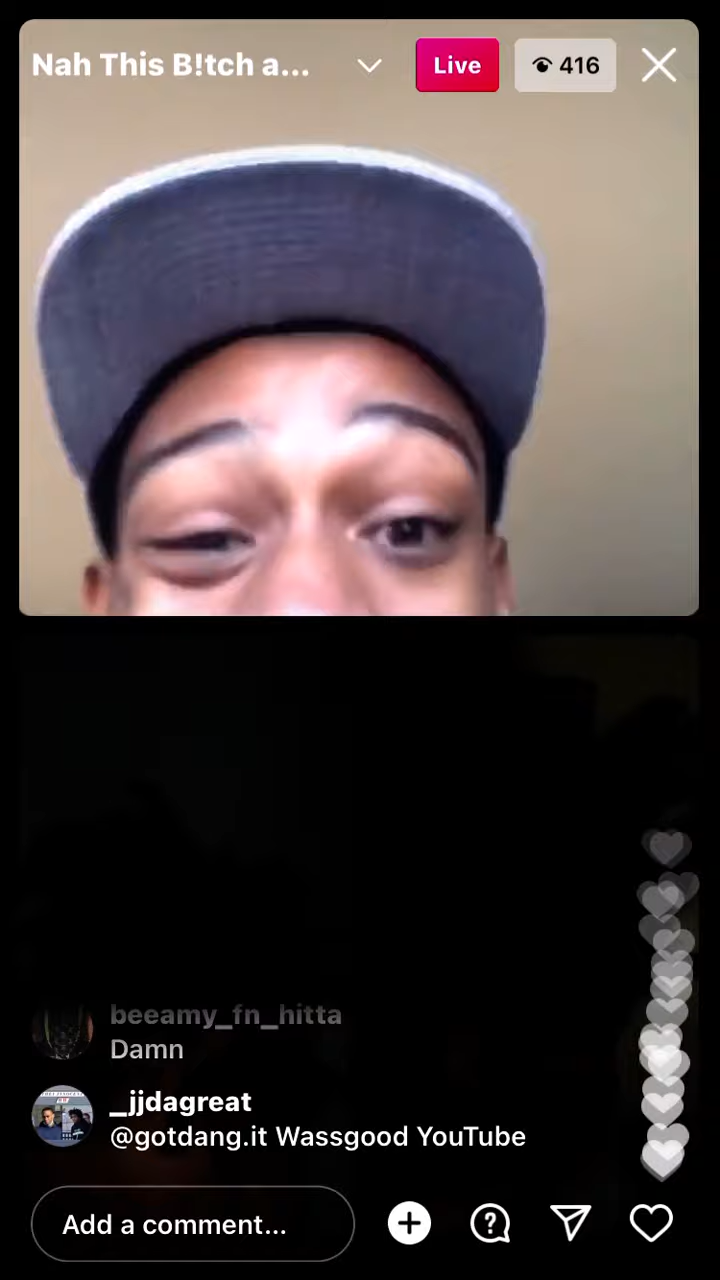 Nah This B!tch a...
Live
416
beeamy_fn_hitta
Damn
_jjdagreat
@gotdang.it Wassgood YouTube
Add a comment...